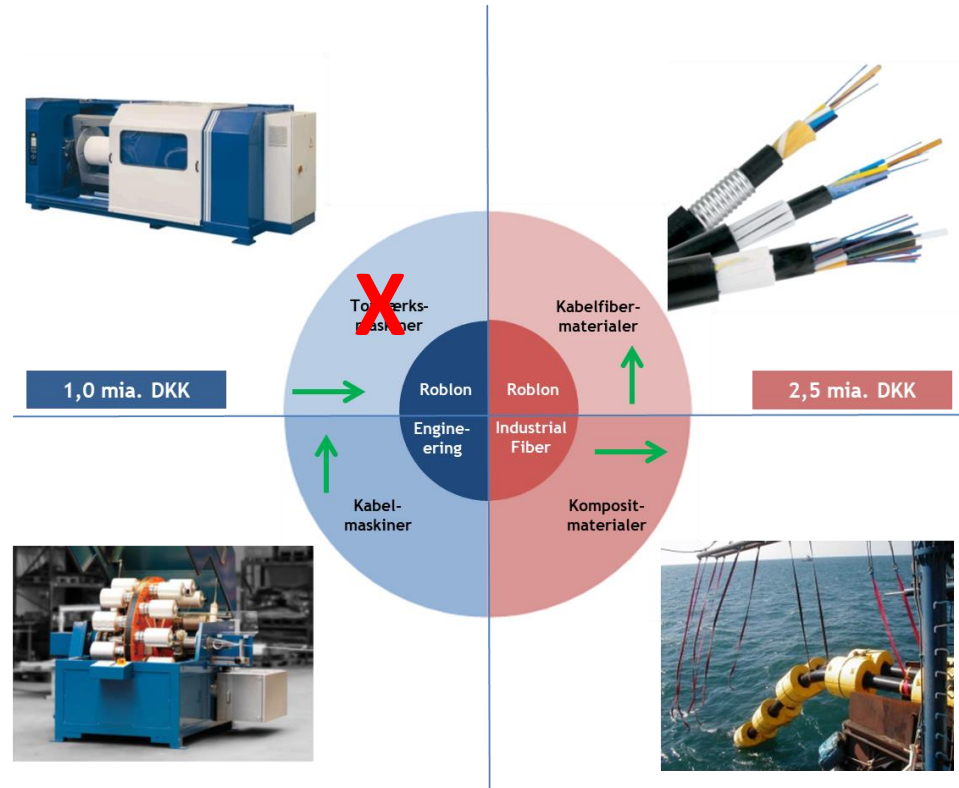 X
maskiner
Kabelfiber-
materialer
1,0 mia. DKK
Roblon
Roblon
2,5 mia. DKK
Engine-
ering
Industrial
Fiber
Kabel-
maskiner
Komposit-
materialer